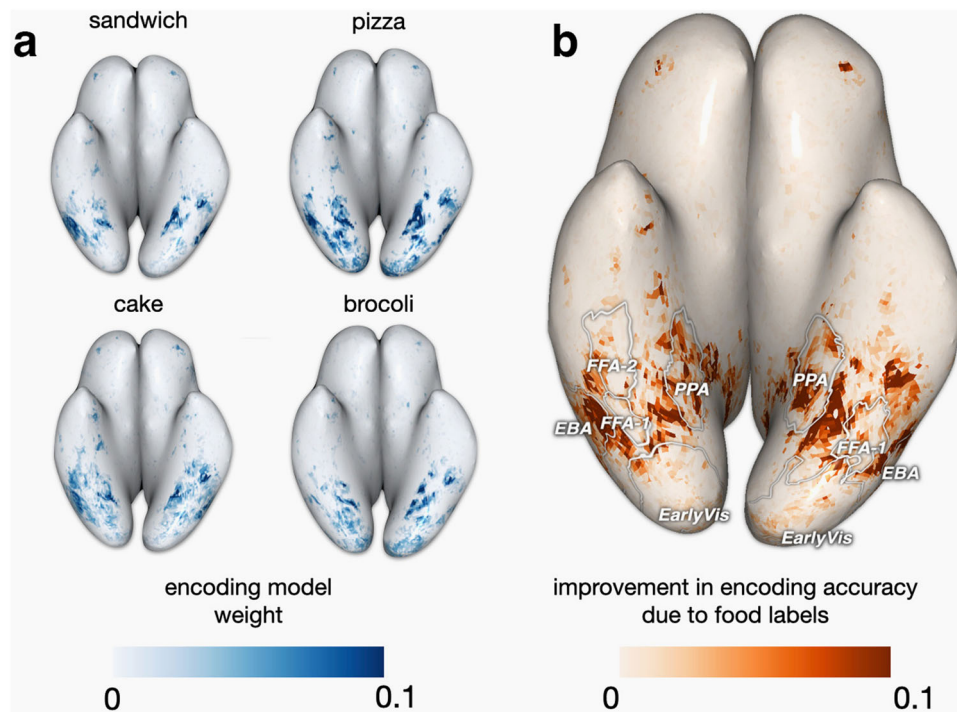 a
sandwich
pizza
cake
brocoli
encoding model
weight
0
0.1
b
FFA-2
PPA
EBA
FFA-1
EarlyVis
PPA
FFA-1
EBA
EarlyVis
improvement in encoding accuracy
due to food labels
0
0.1